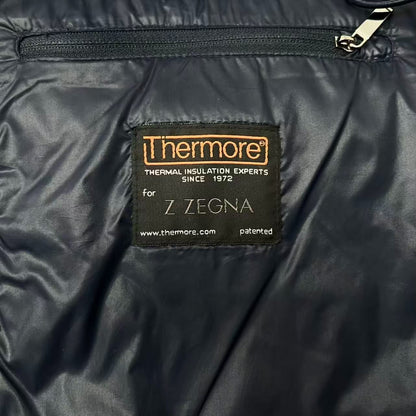 Thermore®
THERMAL INSULATION EXPERTS
SINCE 1972
for
Z ZEGNA
www.thermore.com patented